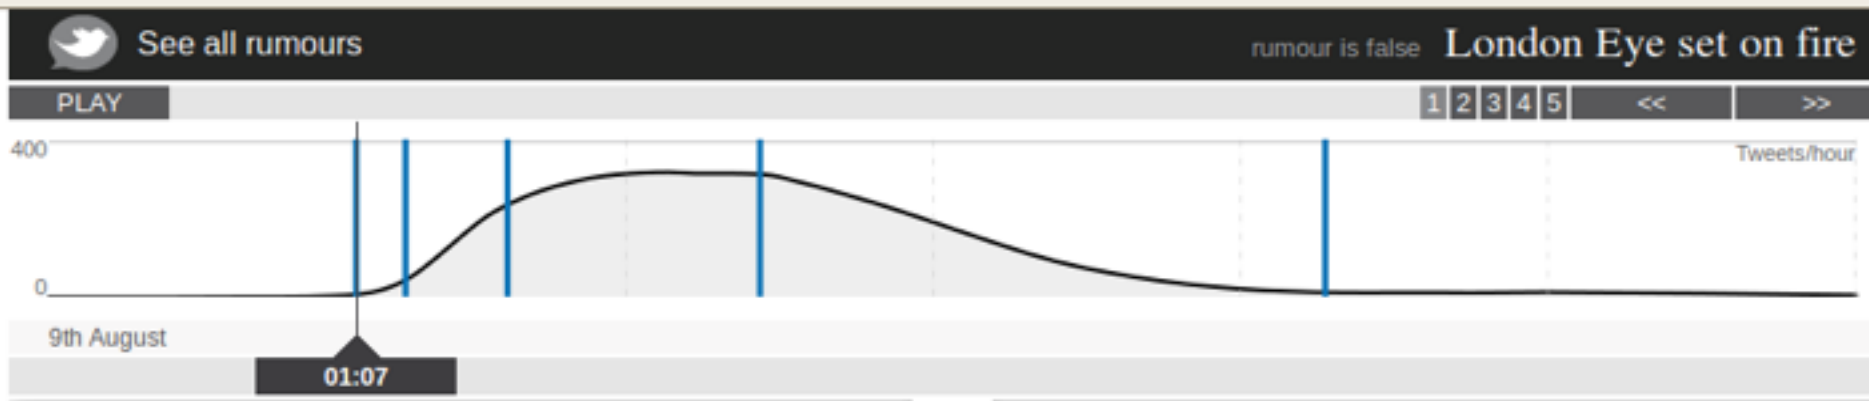 See all rumours rumour is false London Eye set on fire
PLAY 1 2 3 4 5 << >>
400 Tweets/hour
0
9th August
01:07